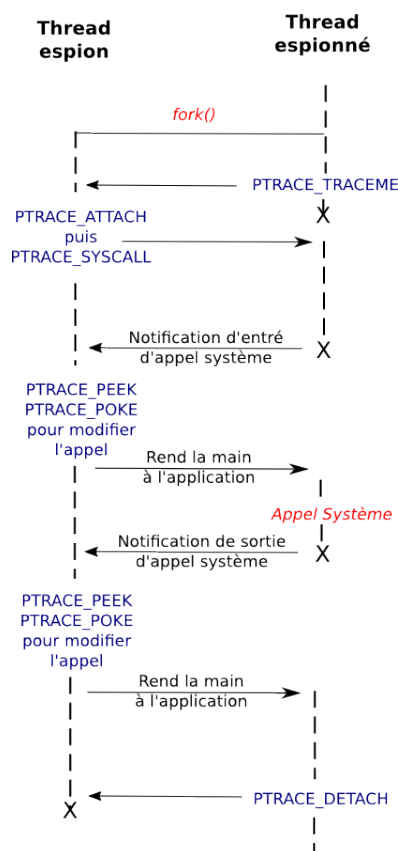 Thread
espion
Thread
espionné
fork()
PTRACE_TRACEME
PTRACE_ATTACH
puis
PTRACE_SYSCALL
Notification d'entré
d'appel système
PTRACE_PEEK
PTRACE_POKE
pour modifier
l'appel
Rend la main
à l'application
Appel Système
Notification de sortie
d'appel système
PTRACE_PEEK
PTRACE_POKE
pour modifier
l'appel
Rend la main
à l'application
PTRACE_DETACH